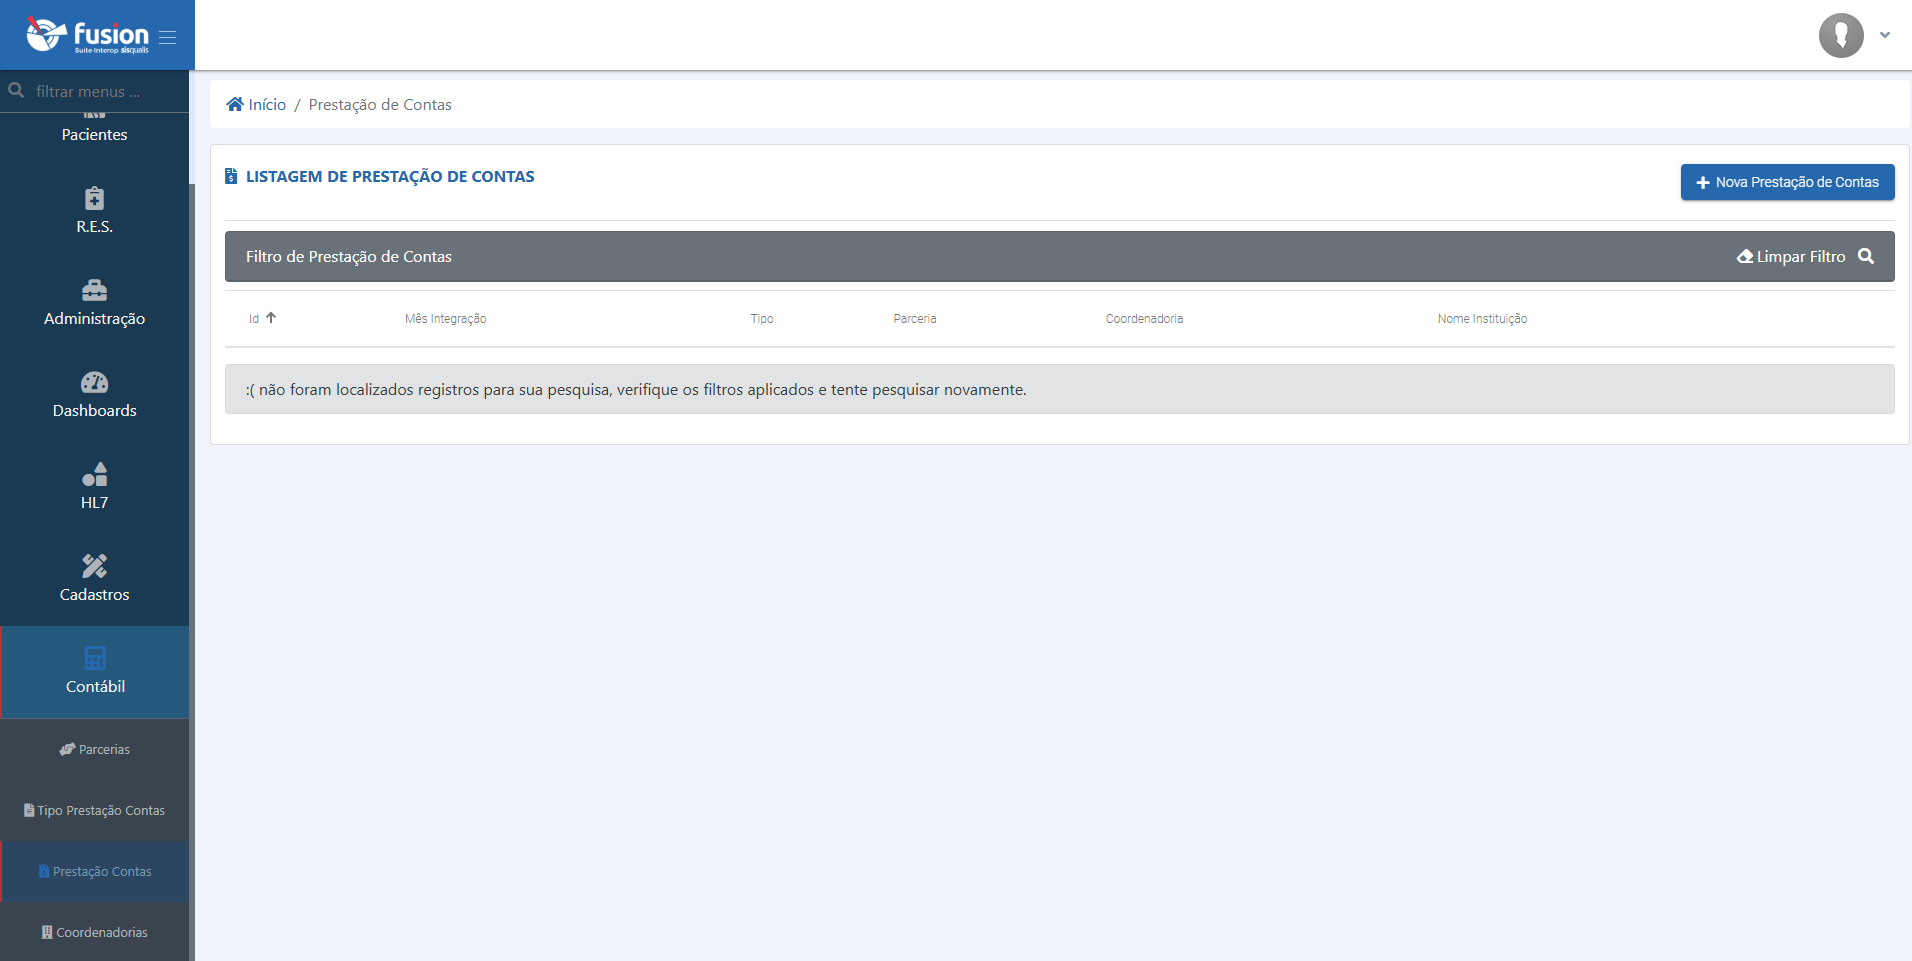 fusion
Suite Interop sisqualis
filtrar menus ...
Pacientes
R.E.S.
Administração
Dashboards
HL7
Cadastros
Contábil
Parcerias
Tipo Prestação Contas
Prestação Contas
Coordenadorias
Início / Prestação de Contas
LISTAGEM DE PRESTAÇÃO DE CONTAS
Nova Prestação de Contas
Filtro de Prestação de Contas
Limpar Filtro
Id Mês Integração Tipo Parceria Coordenadoria Nome Instituição
:( não foram localizados registros para sua pesquisa, verifique os filtros aplicados e tente pesquisar novamente.